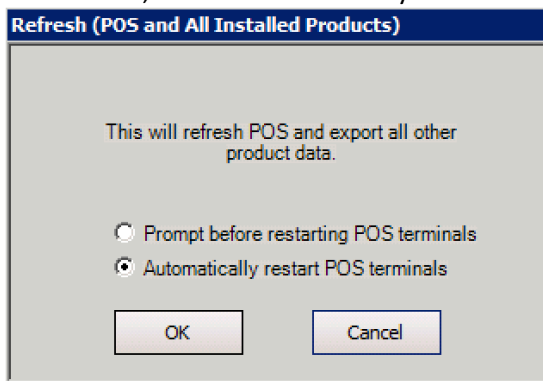 Refresh (POS and All Installed Products)
This will refresh POS and export all other
product data.
Prompt before restarting POS terminals
Automatically restart POS terminals
OK Cancel